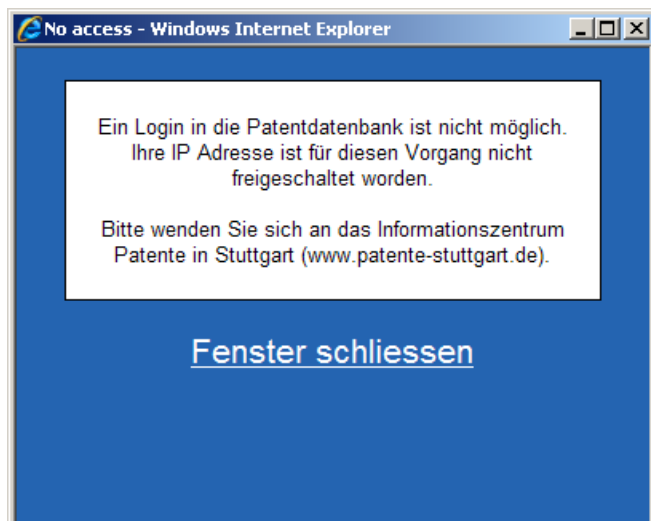 No access - Windows Internet Explorer
Ein Login in die Patentdatenbank ist nicht möglich.
Ihre IP Adresse ist für diesen Vorgang nicht
freigeschaltet worden.
Bitte wenden Sie sich an das Informationszentrum
Patente in Stuttgart (www.patente-stuttgart.de).
Fenster schliessen